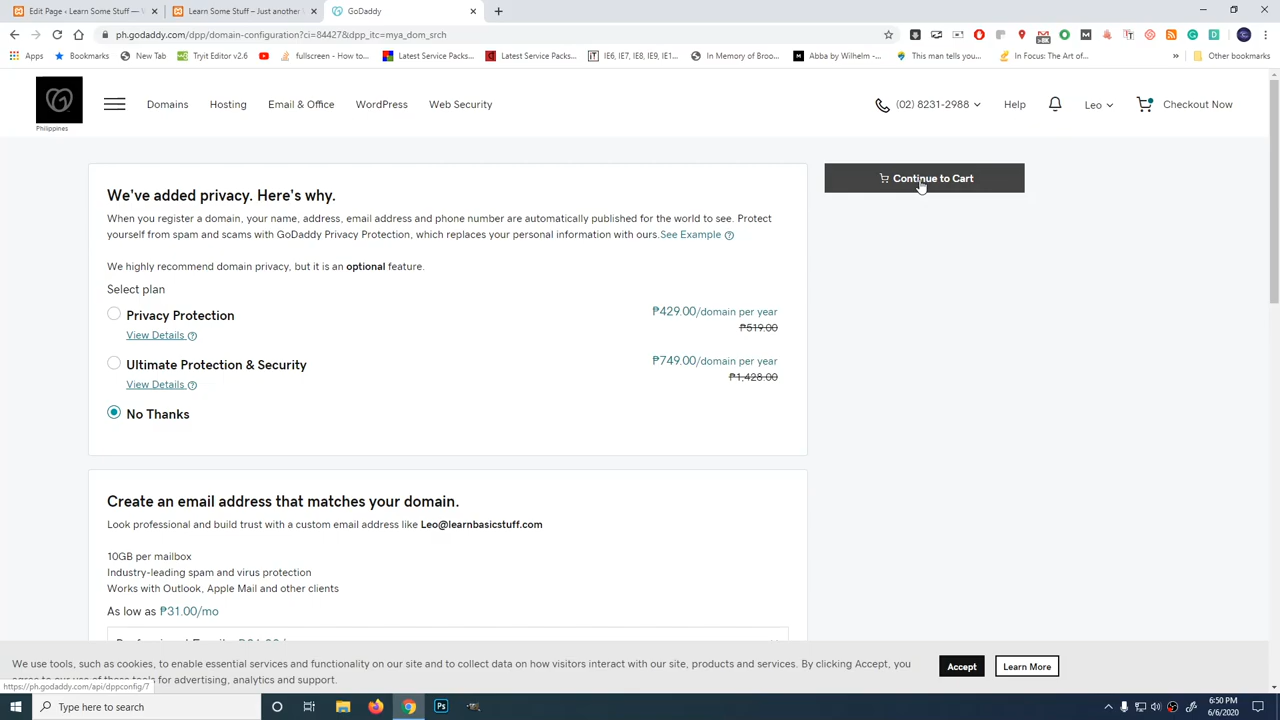 Edit Page ‹ Learn Some Stuff — W
Learn Some Stuff – Just another W
GoDaddy
ph.godaddy.com/dpp/domain-configuration?ci=84427&dpp_itc=mya_dom_srch
Apps
Bookmarks
New Tab
Tryit Editor v2.6
fullscreen - How to...
Latest Service Packs...
Latest Service Packs...
IE6, IE7, IE8, IE9, IE1...
In Memory of Broo...
Abba by Wilhelm -...
This man tells you...
In Focus: The Art of...
»
Other bookmarks
Philippines
Domains
Hosting
Email & Office
WordPress
Web Security
(02) 8231-2988
Help
Leo
Checkout Now
We've added privacy. Here's why.
When you register a domain, your name, address, email address and phone number are automatically published for the world to see. Protect
yourself from spam and scams with GoDaddy Privacy Protection, which replaces your personal information with ours.See Example
We highly recommend domain privacy, but it is an optional feature.
Select plan
Privacy Protection
₱429.00/domain per year
View Details
₱519.00
Ultimate Protection & Security
₱749.00/domain per year
View Details
₱1,428.00
No Thanks
Continue to Cart
Create an email address that matches your domain.
Look professional and build trust with a custom email address like Leo@learnbasicstuff.com
10GB per mailbox
Industry-leading spam and virus protection
Works with Outlook, Apple Mail and other clients
As low as ₱31.00/mo
We use tools, such as cookies, to enable essential services and functionality on our site and to collect data on how visitors interact with our site, products and services. By clicking Accept, you
agree to our use of these tools for advertising, analytics and support.
Accept
Learn More
https://ph.godaddy.com/api/dppconfig/7
Type here to search
6:50 PM
6/6/2020